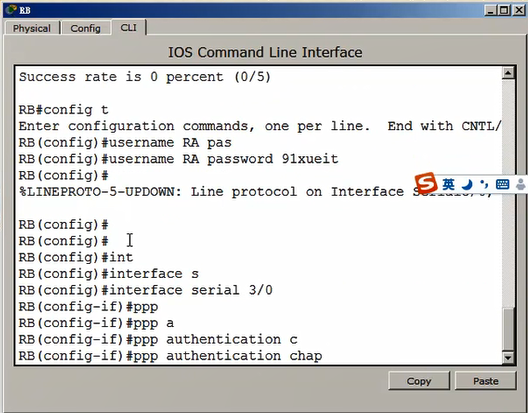 RB
Physical Config CLI
IOS Command Line Interface
Success rate is 0 percent (0/5)
RB#config t
Enter configuration commands, one per line. End with CNTL/
RB(config)#username RA pas
RB(config)#username RA password 91xueit
RB(config)#
%LINEPROTO-5-UPDOWN: Line protocol on Interface
S 英
RB(config)#
RB(config)#
RB(config)#int
RB(config)#interface s
RB(config)#interface serial 3/0
RB(config-if)#ppp
RB(config-if)#ppp a
RB(config-if)#ppp authentication c
RB(config-if)#ppp authentication chap
Copy Paste